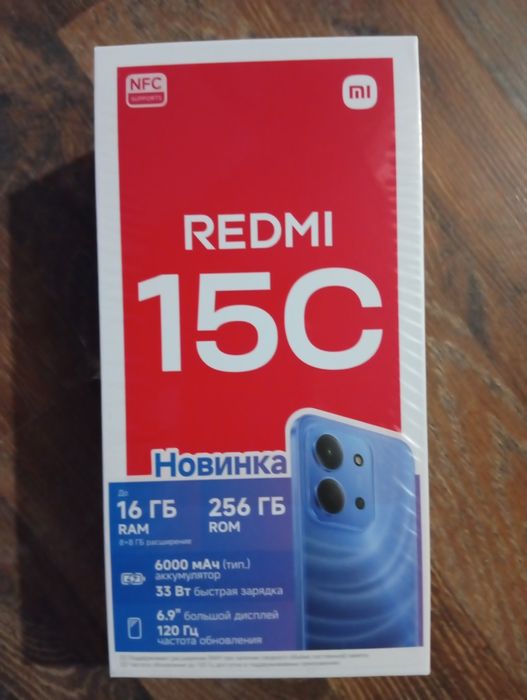 NFC
SUPPORTS
mi
REDMI
15C
Новинка
До
16 ГБ 256 ГБ
RAM ROM
8+8 ГБ расширение
6000 мАч (тип.)
аккумулятор
33 Вт быстрая зарядка
6.9" большой дисплей
120 Гц
частота обновления